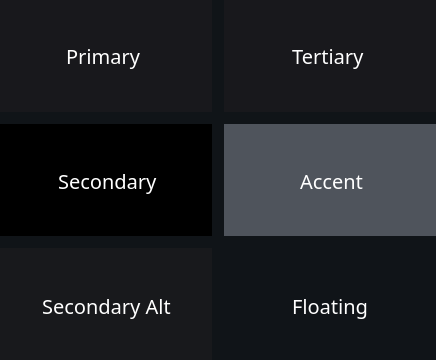 Primary
Tertiary
Secondary
Accent
Secondary Alt
Floating